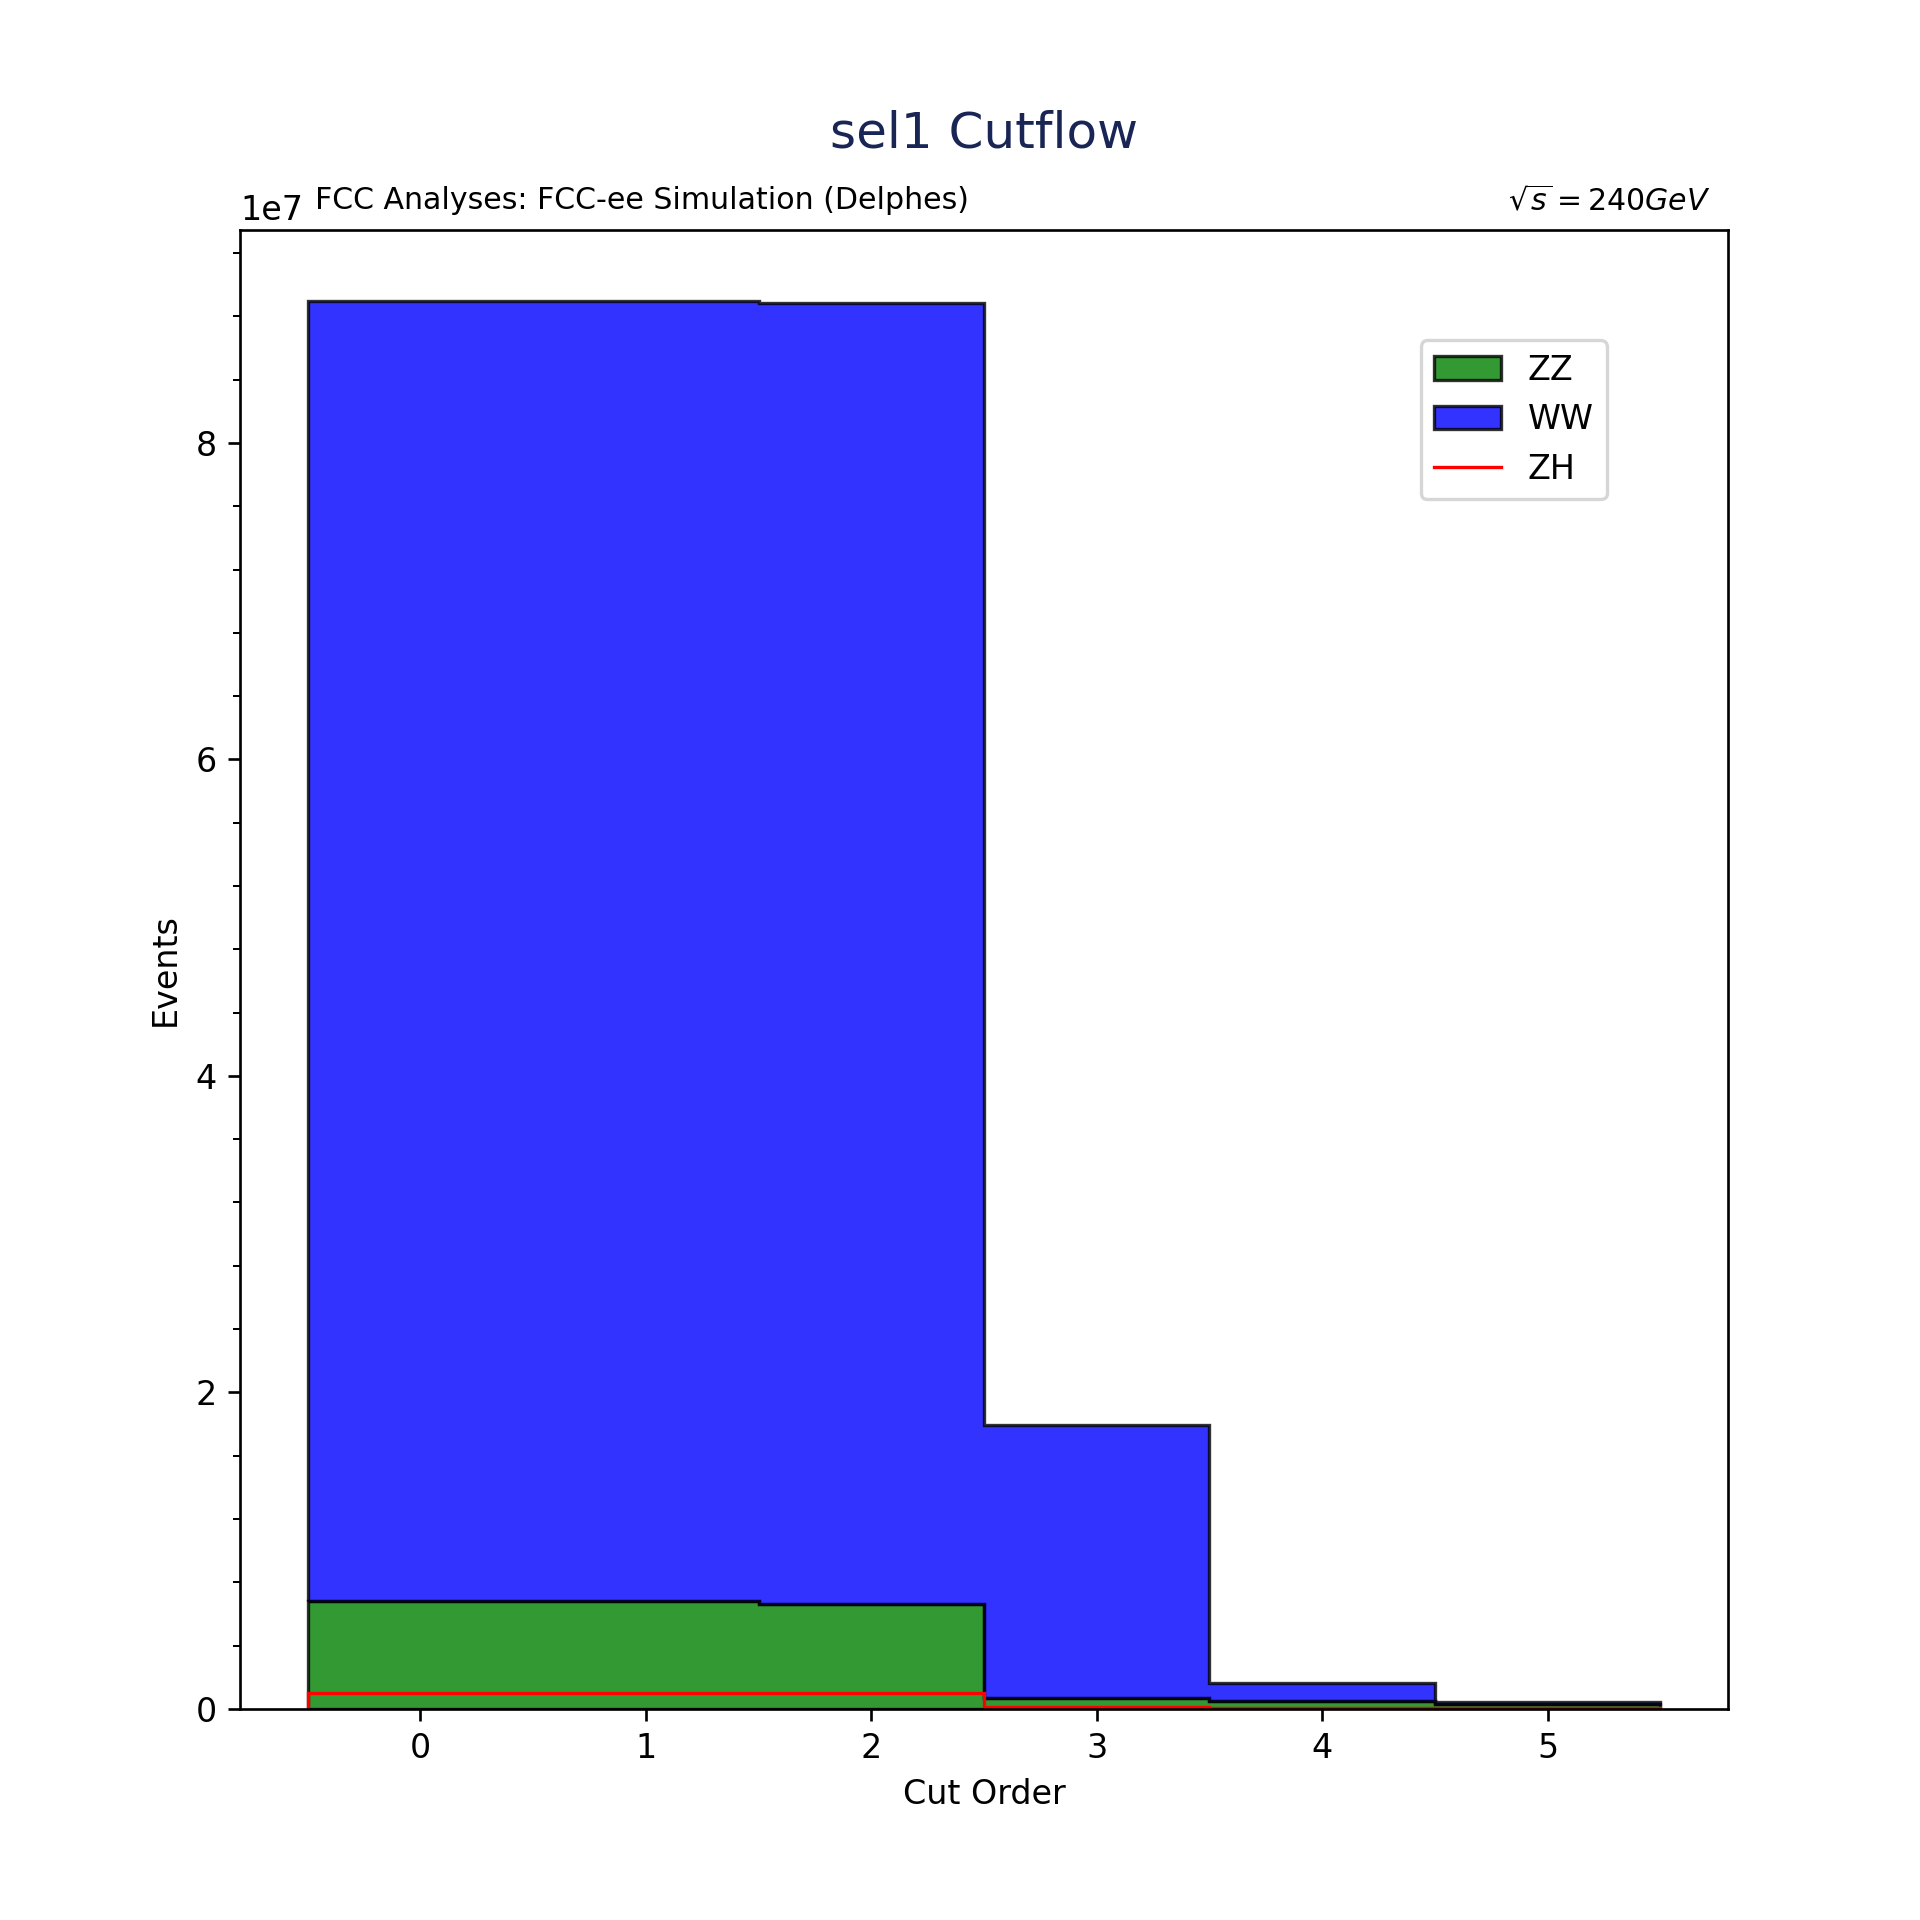 sel1 Cutflow
1e7 FCC Analyses: FCC-ee Simulation (Delphes)
√s = 240GeV
ZZ
WW
ZH
8
6
4
2
0
Events
0 1 2 3 4 5
Cut Order